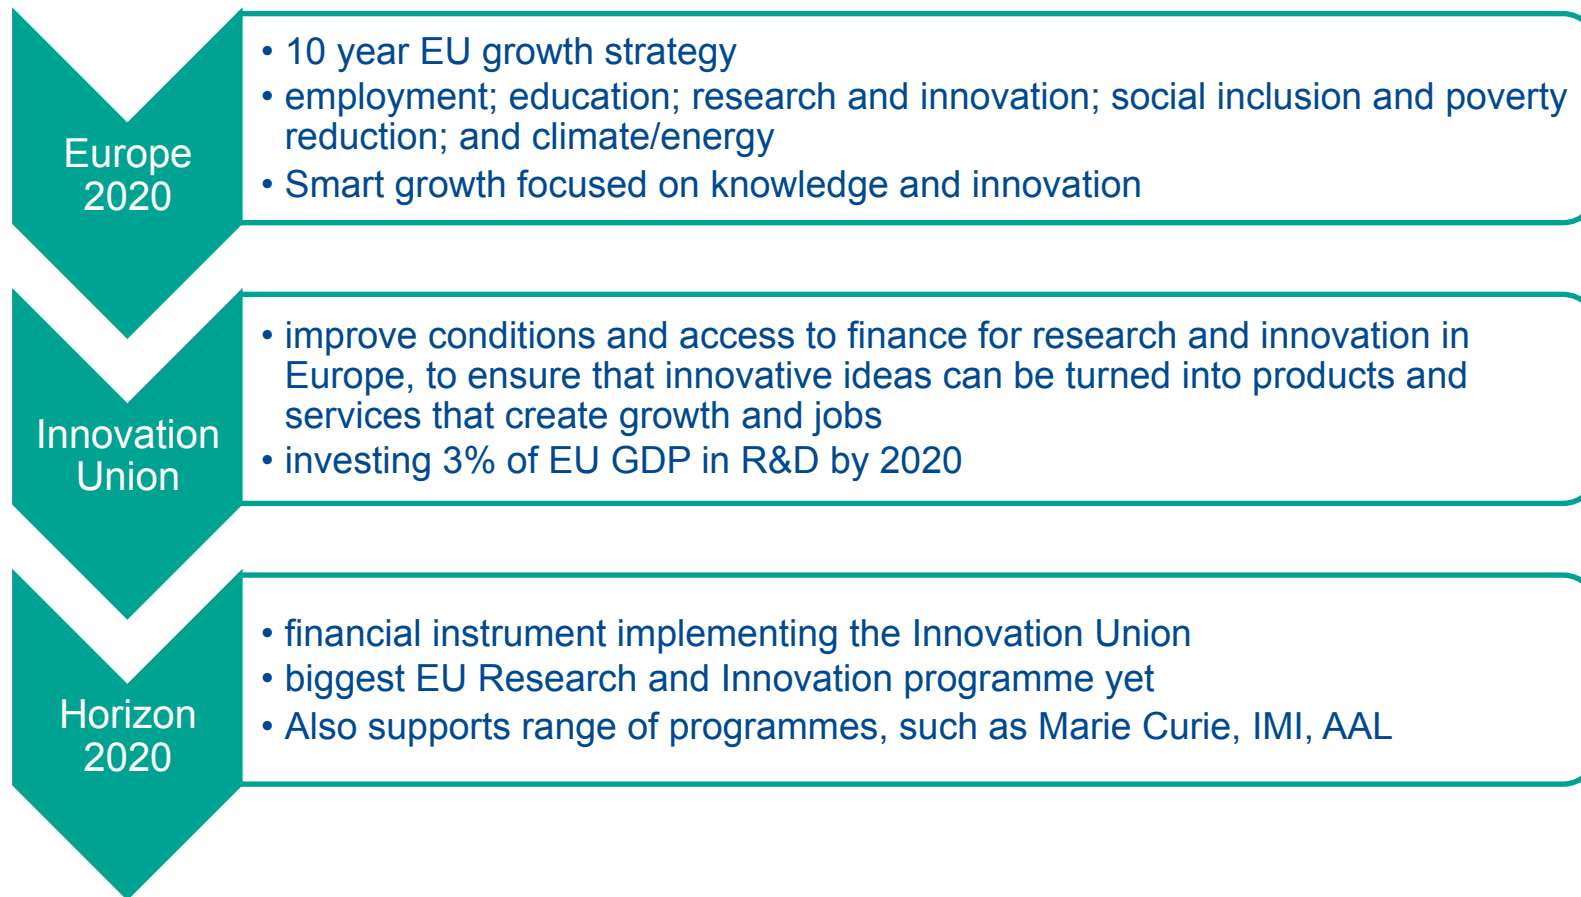 Europe
2020
• 10 year EU growth strategy
• employment; education; research and innovation; social inclusion and poverty
reduction; and climate/energy
• Smart growth focused on knowledge and innovation
Innovation
Union
• improve conditions and access to finance for research and innovation in
Europe, to ensure that innovative ideas can be turned into products and
services that create growth and jobs
• investing 3% of EU GDP in R&D by 2020
Horizon
2020
• financial instrument implementing the Innovation Union
• biggest EU Research and Innovation programme yet
• Also supports range of programmes, such as Marie Curie, IMI, AAL